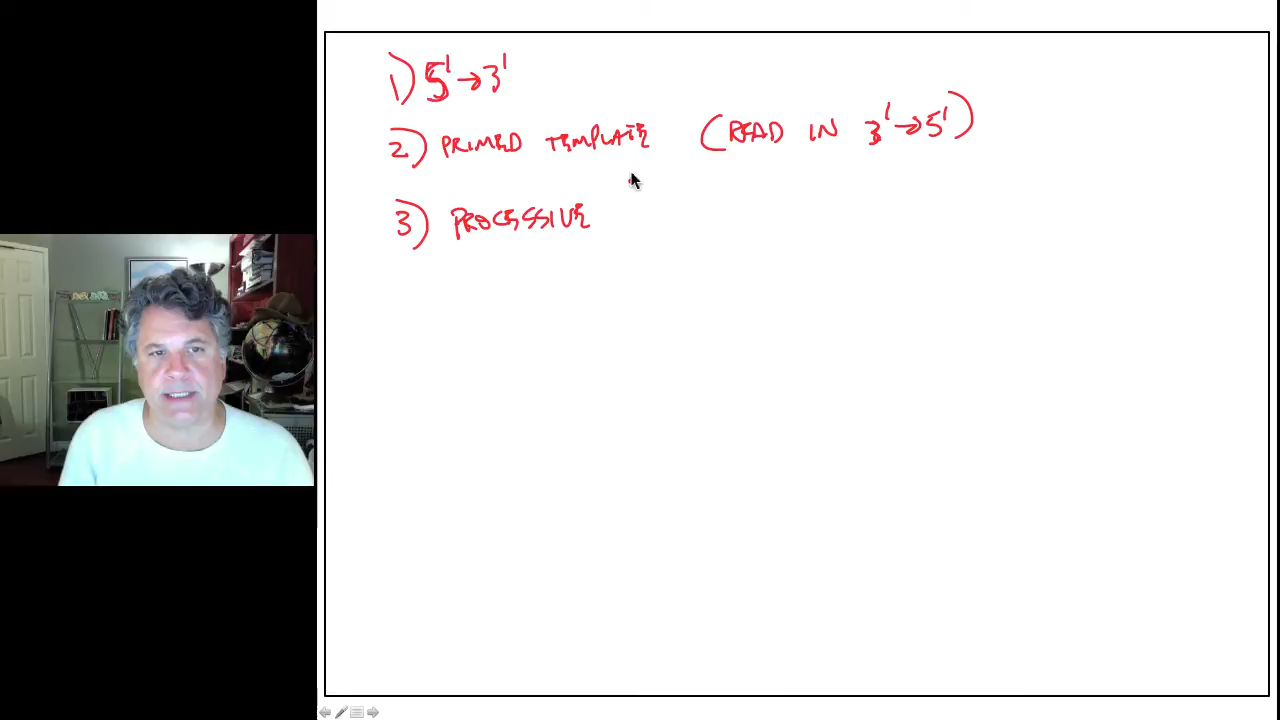 1) 5'→3'
2) PRIMED TEMPLATE (READ IN 3'→5')
3) PROCESSIVE